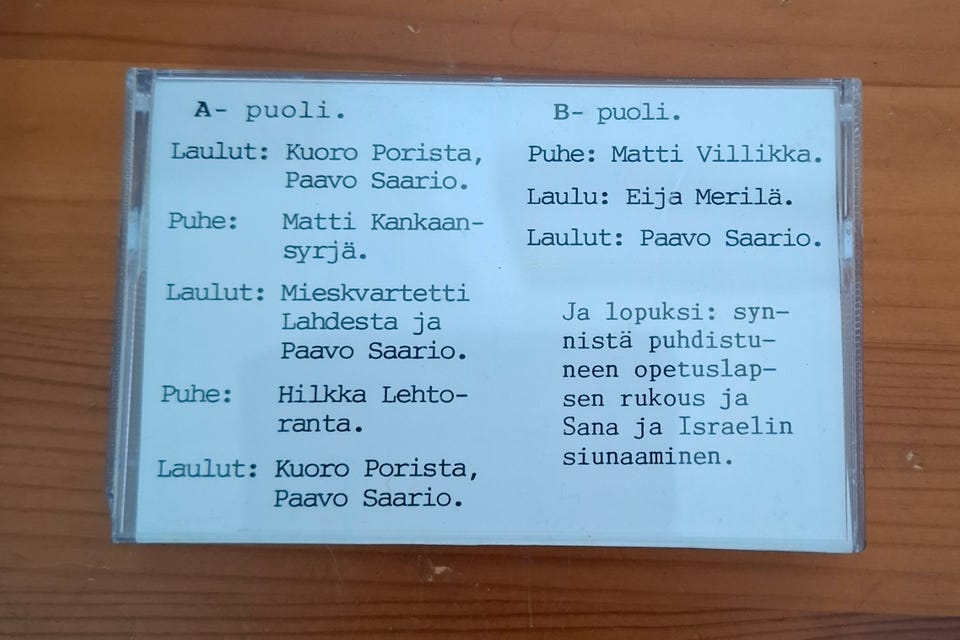 A- puoli.
Laulut: Kuoro Porista,
Paavo Saario.
Puhe: Matti Kankaan-
syrjä.
Laulut: Mieskvartetti
Lahdesta ja
Paavo Saario.
Puhe: Hilkka Lehto-
ranta.
Laulut: Kuoro Porista,
Paavo Saario.
B- puoli.
Puhe: Matti Villikka.
Laulu: Eija Merilä.
Laulut: Paavo Saario.
Ja lopuksi: syn-
nistä puhdistu-
neen opetuslap-
sen rukous ja
Sana ja Israelin
siunaaminen.